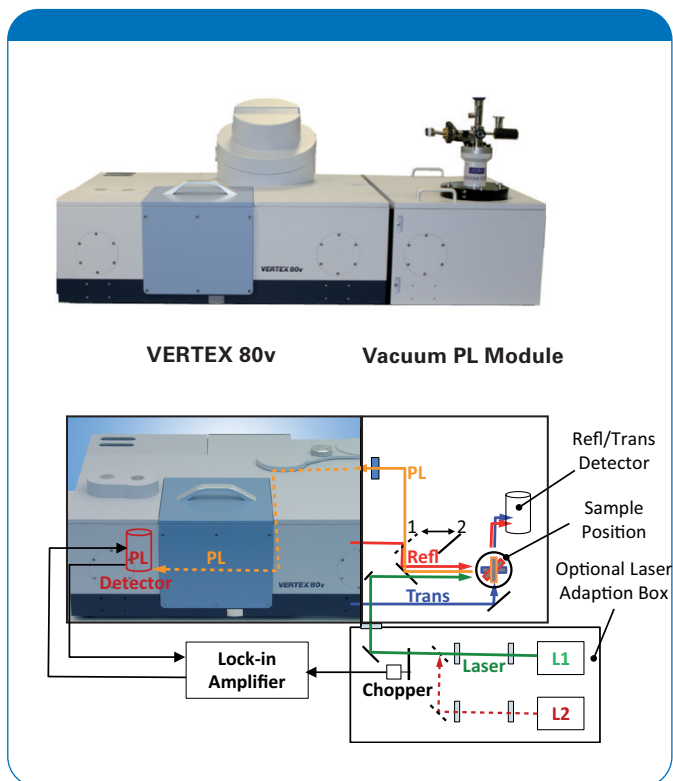 VERTEX 80v
VERTEX 80v
Vacuum PL Module
Refl/Trans
Detector
Sample
Position
Optional Laser
Adaption Box
PL
1
2
Refl
Trans
PL
PL
Detector
VERTEX 80v
Lock-in
Amplifier
Chopper
Laser
L1
L2